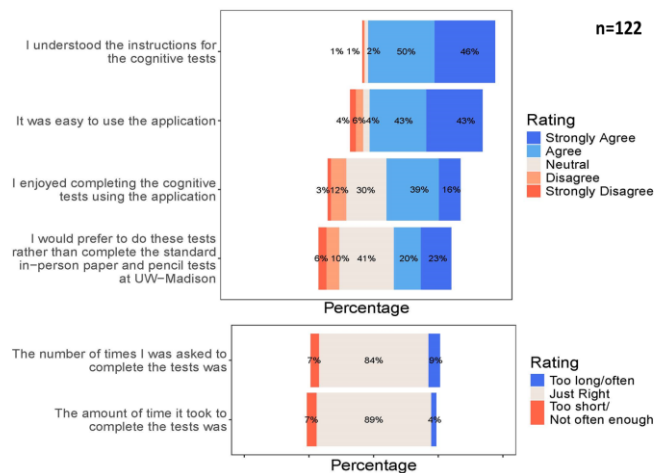 n=122
I understood the instructions for
the cognitive tests
1% 1% 2% 50% 46%
It was easy to use the application
4% 6% 4% 43% 43%
I enjoyed completing the cognitive
tests using the application
3% 12% 30% 39% 16%
I would prefer to do these tests
rather than complete the standard
in-person paper and pencil tests
at UW-Madison
6% 10% 41% 20% 23%
Percentage
Rating
Strongly Agree
Agree
Neutral
Disagree
Strongly Disagree
The number of times I was asked to
complete the tests was
7% 84% 9%
The amount of time it took to
complete the tests was
7% 89% 4%
Percentage
Rating
Too long/often
Just Right
Too short/
Not often enough